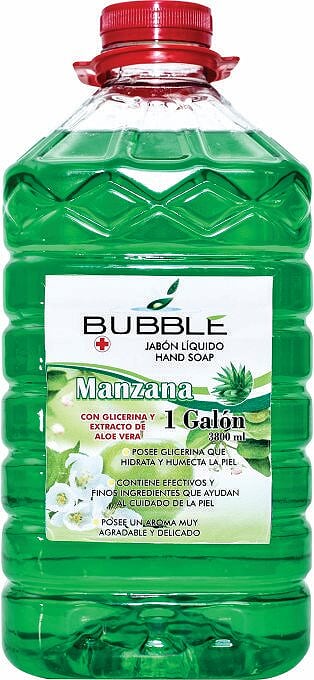 BUBBLE
JABÓN LÍQUIDO
HAND SOAP
Manzana
CON GLICERINA Y
EXTRACTO DE
ALOE VERA
1 Galón
3800 ml
POSEE GLICERINA QUE
HIDRATA Y HUMECTA LA PIEL
CONTIENE EFECTIVOS Y
FINOS INGREDIENTES QUE AYUDAN
AL CUIDADO DE LA PIEL
POSEE UN AROMA MUY
AGRADABLE Y DELICADO